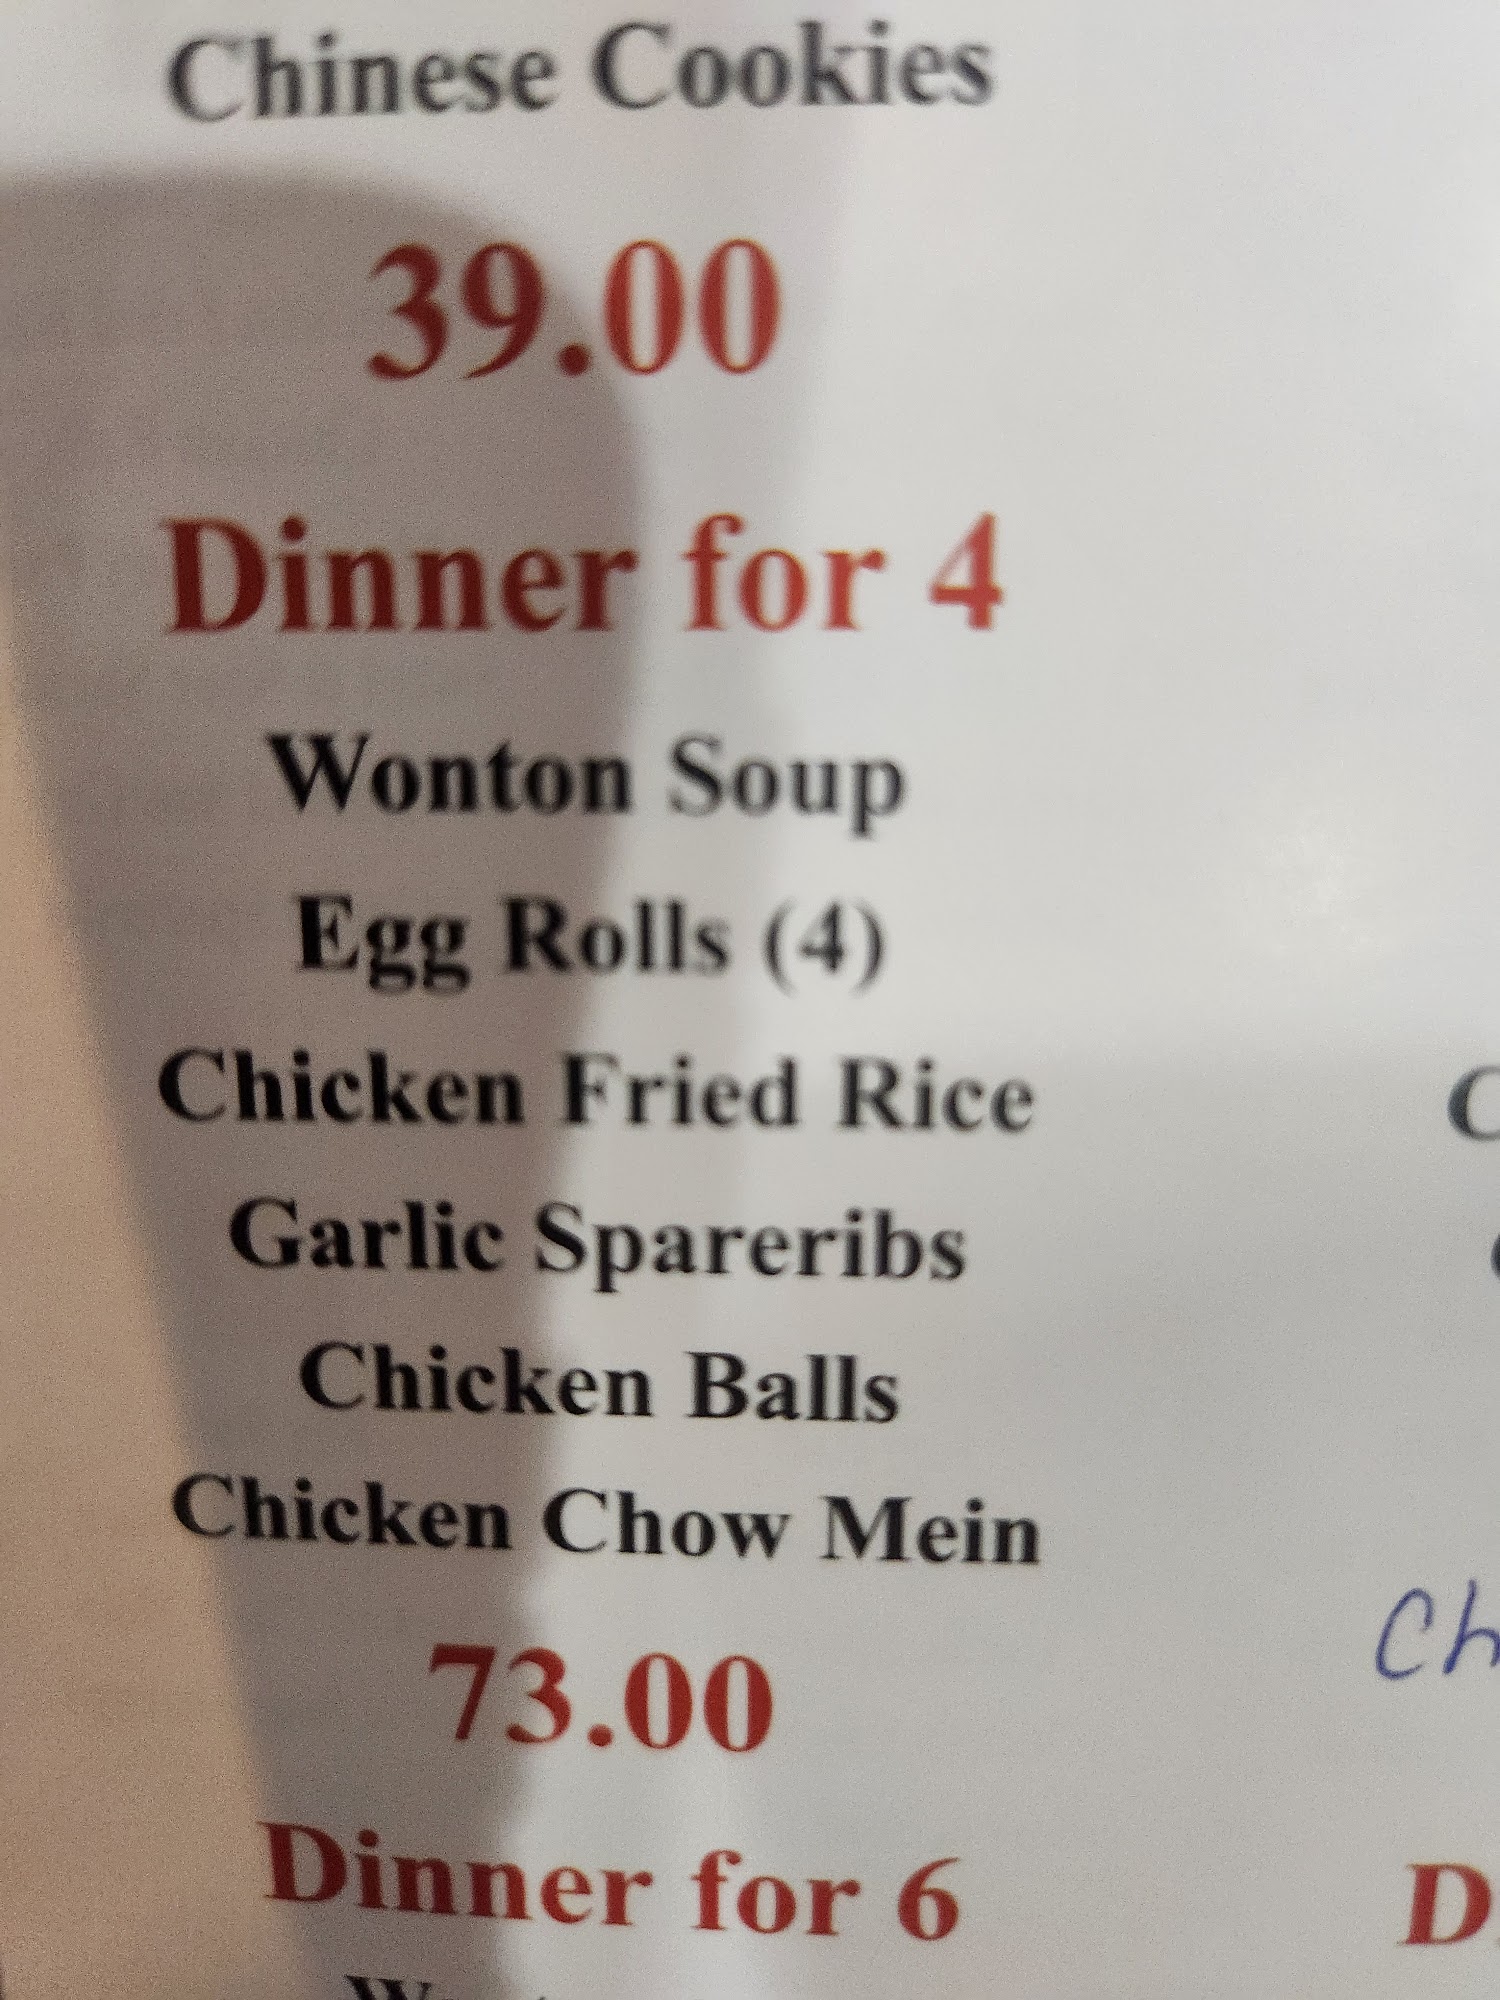 Chinese Cookies
39.00
Dinner for 4
Wonton Soup
Egg Rolls (4)
Chicken Fried Rice
Garlic Spareribs
Chicken Balls
Chicken Chow Mein
73.00
Dinner for 6